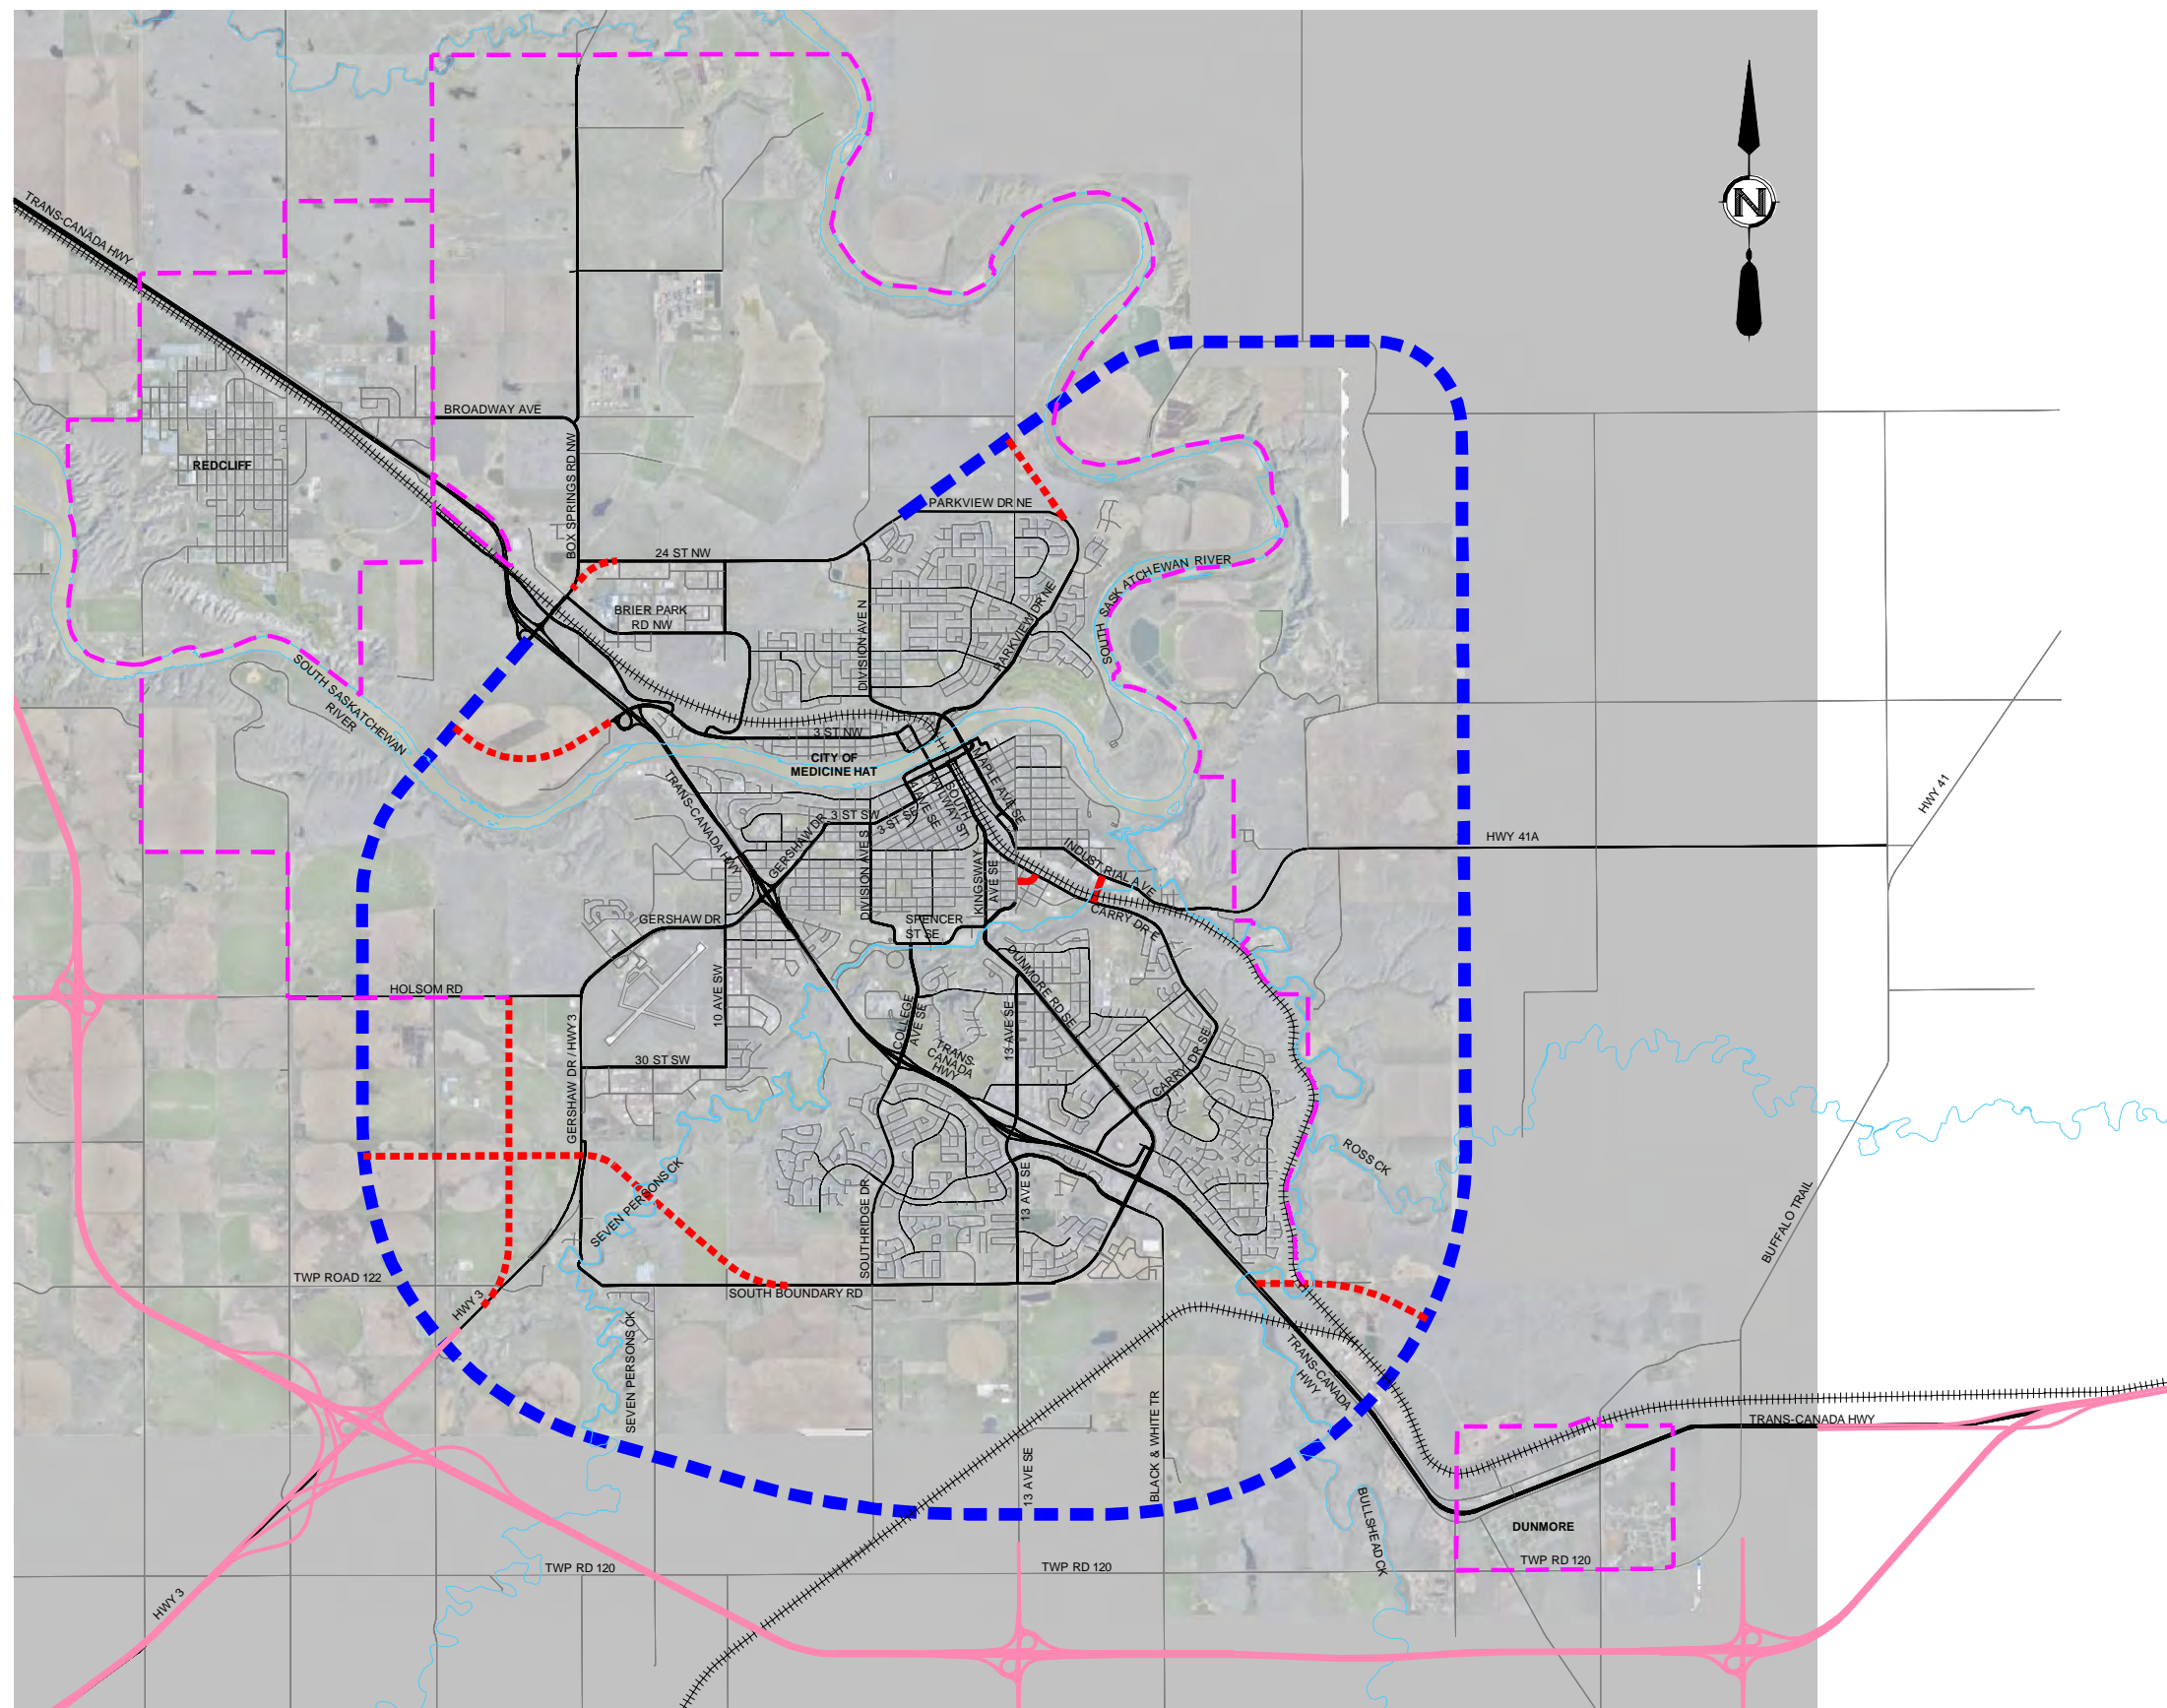 TRANS-CANADA HWY
N
BROADWAY AVE
REDCLIFF
BOX SPRINGS RD NW
PARKVIEW DR NE
24 ST NW
SOUTH SASKATCHEWAN RIVER
BRIER PARK
RD NW
DIVISION AVE N
PARKVIEW DR NE
SOUTH SASKATCHEWAN
RIVER
3 ST NW
CITY OF
MEDICINE HAT
TRANS-CANADA HWY
MAPLE AVE SE
SOUTH
RAILWAY ST
4 AVE SE
3 ST SW
3 ST SE
GERSHAW DR
DIVISION AVE S
KINGSWAY
AVE SE
INDUSTRIAL AVE
HWY 41A
HWY 41
GERSHAW DR
SPENCER
ST SE
CARRY DR E
DUNMORE RD SE
HOLSOM RD
10 AVE SW
COLLEGE
AVE SE
13 AVE SE
TRANS-
CANADA
HWY
GERSHAW DR / HWY 3
30 ST SW
CARRY DR SE
ROSS CK
SEVEN PERSONS CK
SOUTHRIDGE DR
13 AVE SE
BUFFALO TRAIL
TWP ROAD 122
HWY 3
SOUTH BOUNDARY RD
SEVEN PERSONS CK
TRANS-CANADA
HWY
BLACK & WHITE TR
13 AVE SE
TRANS-CANADA HWY
BULLSHEAD CK
DUNMORE
TWP RD 120
TWP RD 120
TWP RD 120
HWY 3